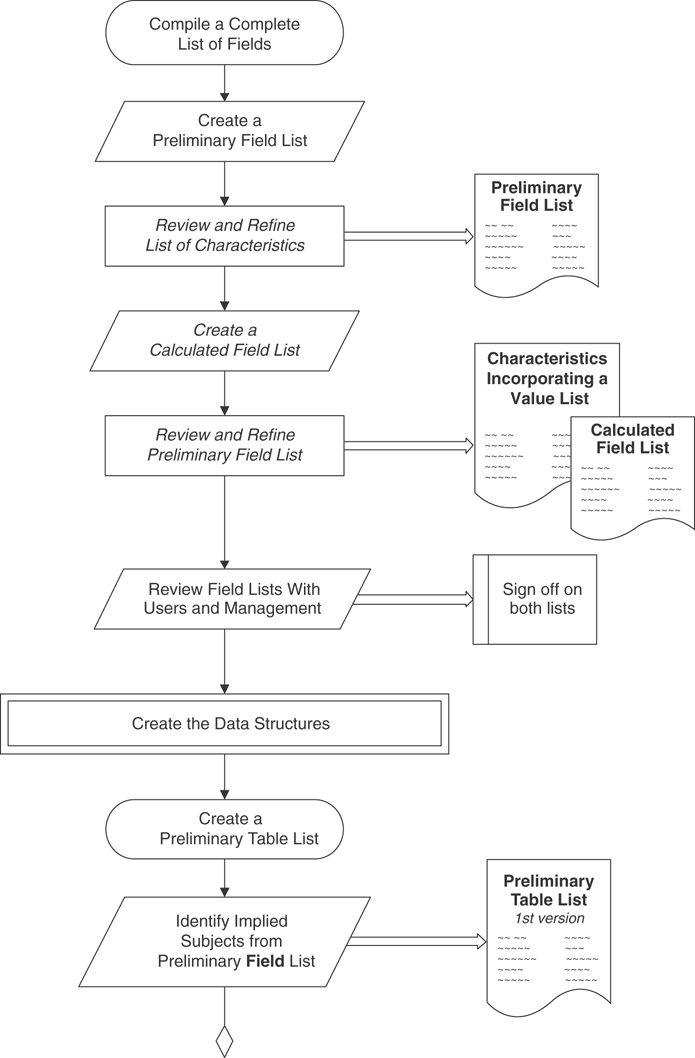 Compile a Complete
List of Fields
Create a
Preliminary Field List
Review and Refine
List of Characteristics
Preliminary
Field List
Create a
Calculated Field List
Review and Refine
Preliminary Field List
Characteristics
Incorporating a
Value List
Calculated
Field List
Review Field Lists With
Users and Management
Sign off on
both lists
Create the Data Structures
Create a
Preliminary Table List
Identify Implied
Subjects from
Preliminary Field List
Preliminary
Table List
1st version